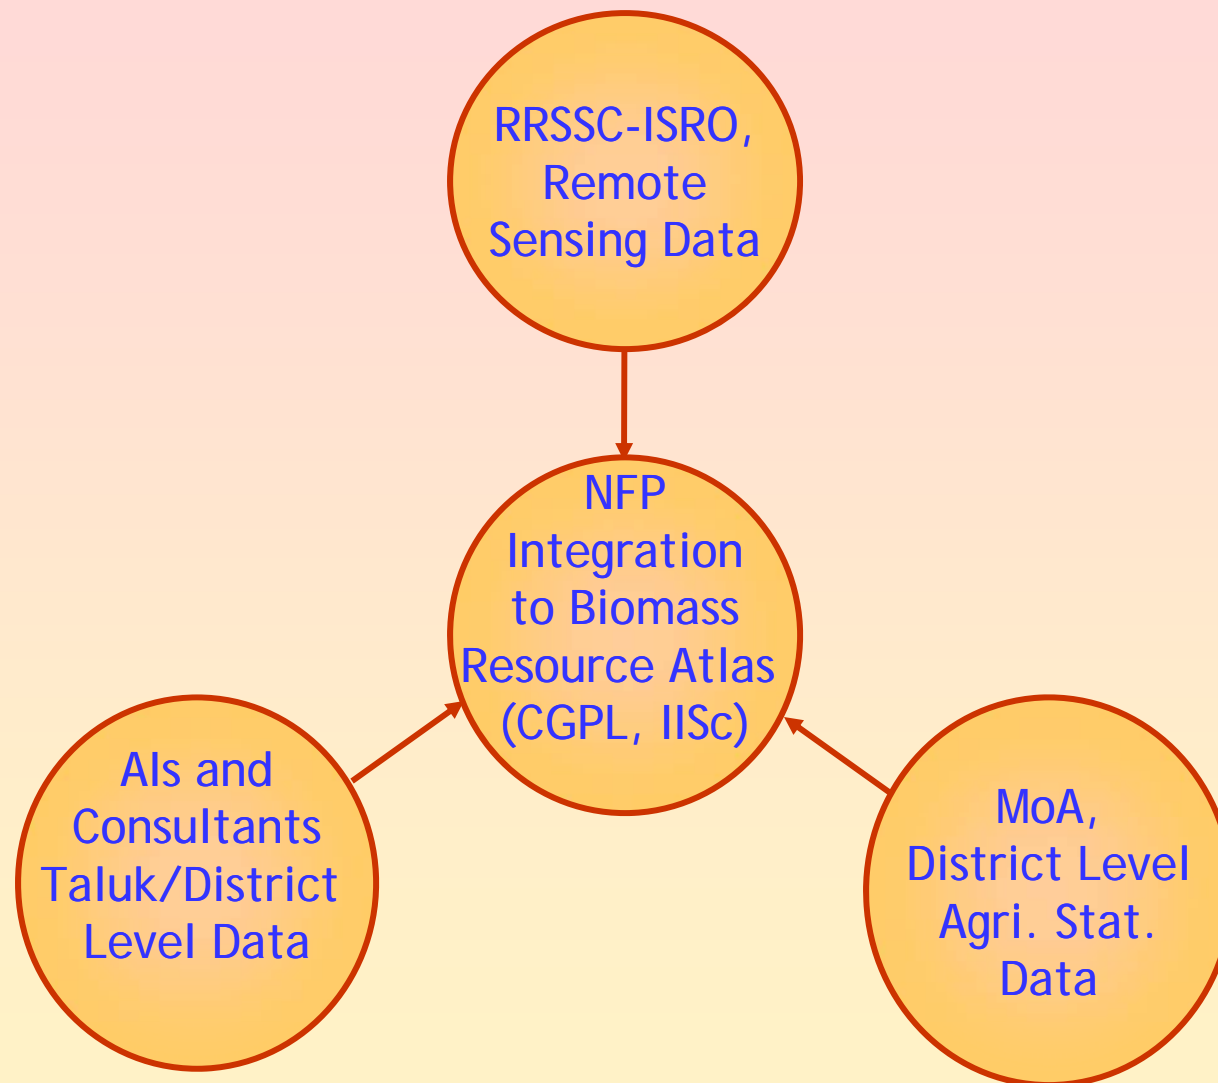 RRSSC-ISRO,
Remote
Sensing Data
NFP
Integration
to Biomass
Resource Atlas
(CGPL, IISc)
AIs and
Consultants
Taluk/District
Level Data
MoA,
District Level
Agri. Stat.
Data